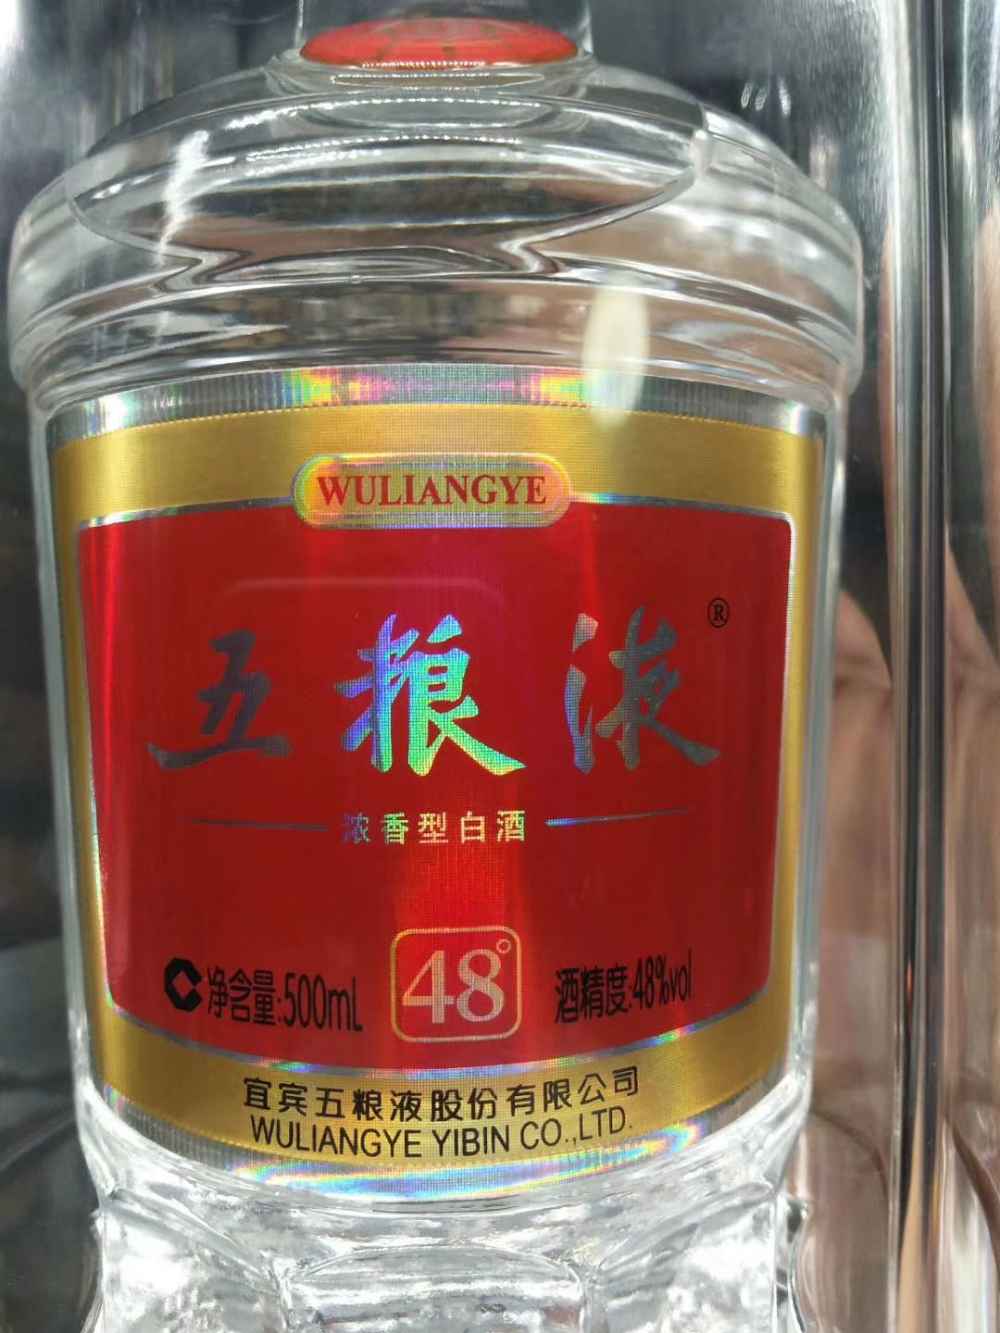 WULIANGYE
五粮液®
浓香型白酒
净含量:500mL
48°
酒精度:48%vol
宜宾五粮液股份有限公司
WULIANGYE YIBIN CO.,LTD.